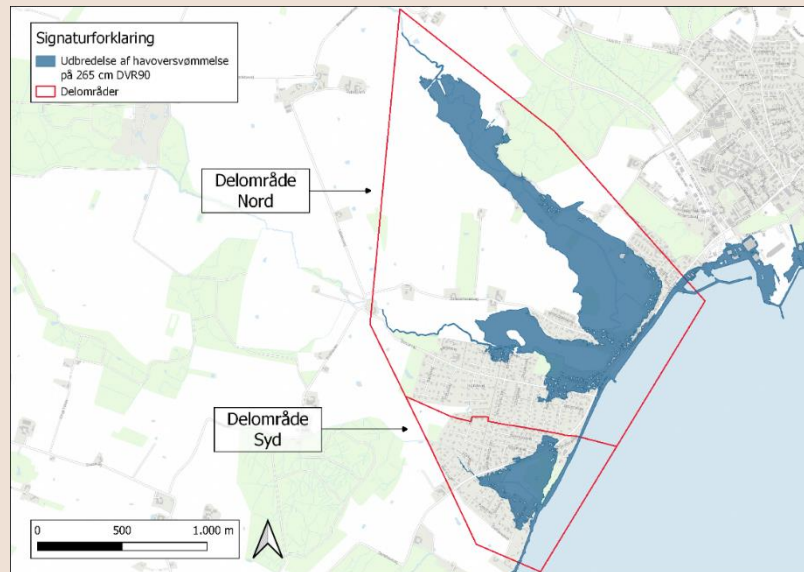 Signaturforklaring
Udbredelse af havoversvømmelse
på 265 cm DVR90
Delområder
Delområde
Nord
Delområde
Syd
0 500 1.000 m